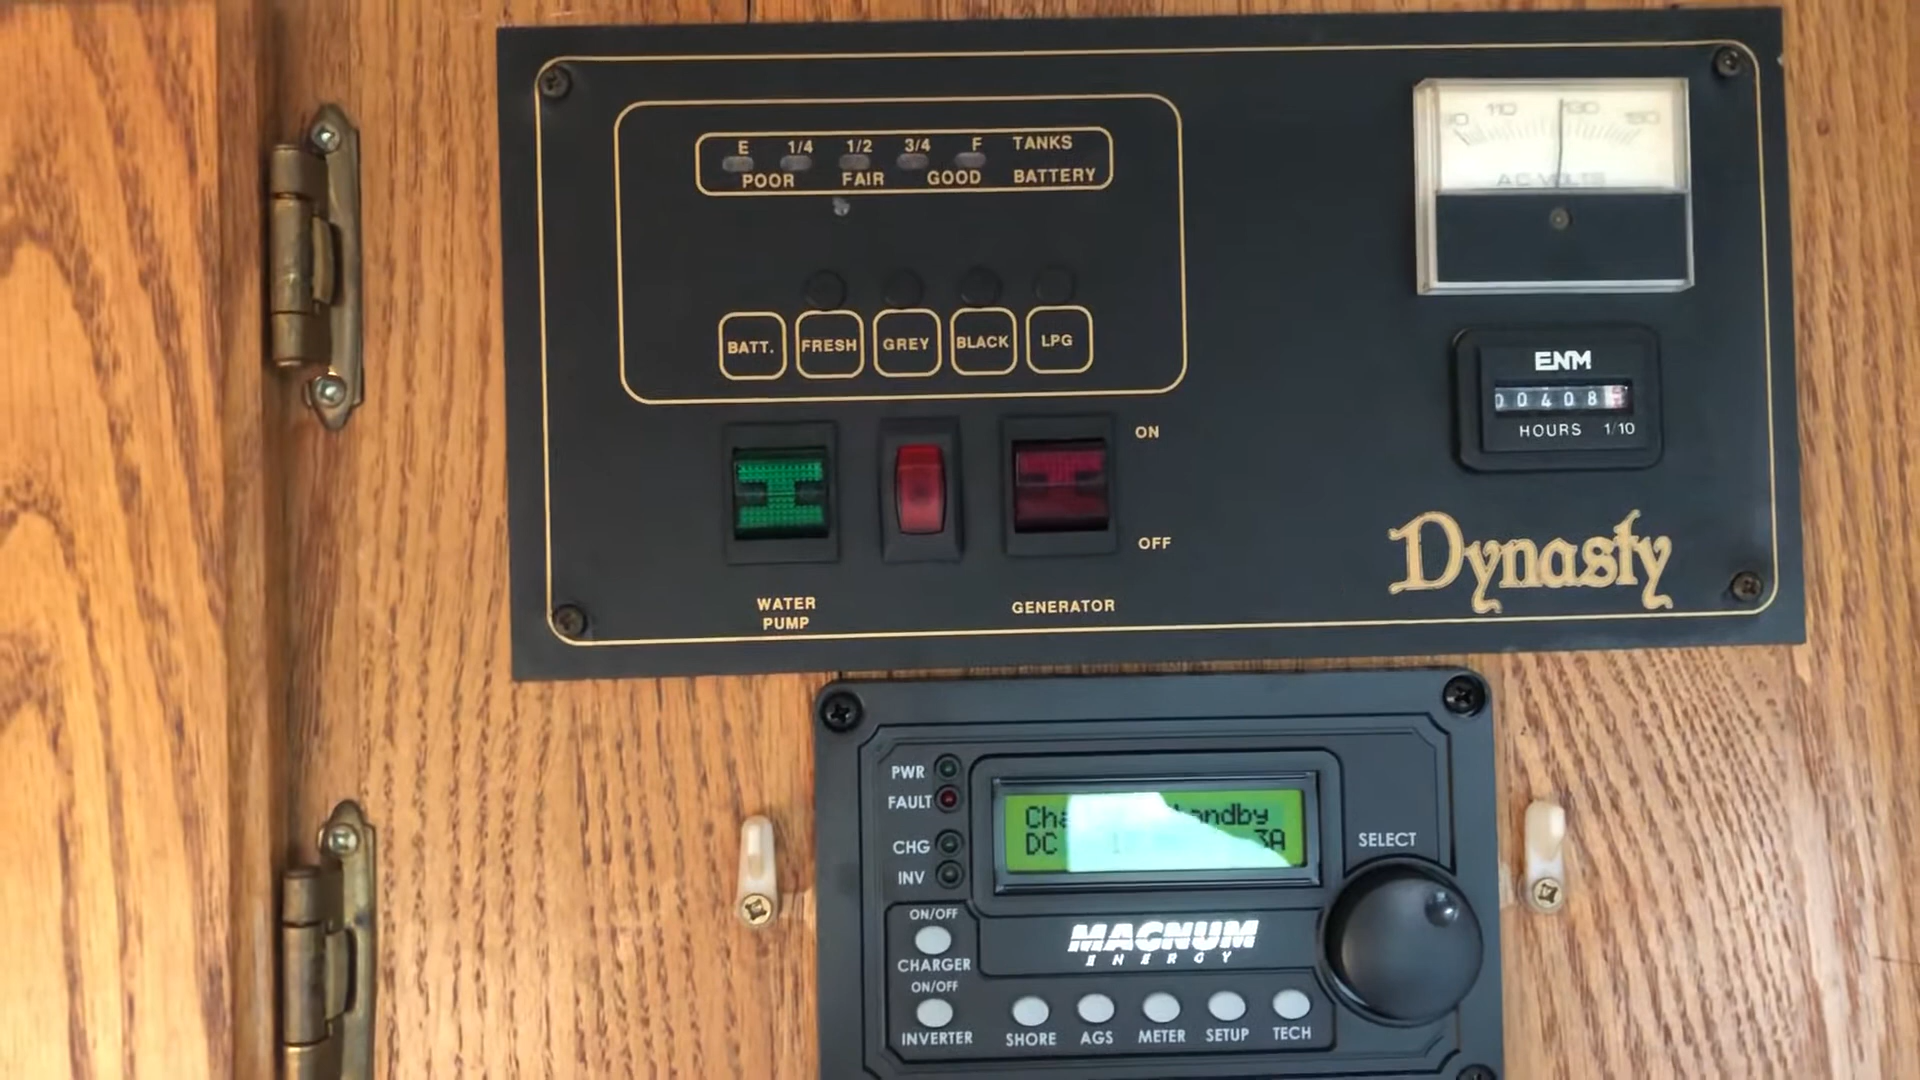 E 1/4 1/2 3/4 F TANKS
POOR FAIR GOOD BATTERY
110 130 150
AC VOLTS
BATT. FRESH GREY BLACK LPG
ENM
0 0 4 0 8
HOURS 1/10
ON
OFF
WATER
PUMP
GENERATOR
Dynasty
PWR
FAULT
CHG
INV
DC 3A
SELECT
ON/OFF
CHARGER
ON/OFF
INVERTER
MAGNUM
ENERGY
SHORE AGS METER SETUP TECH